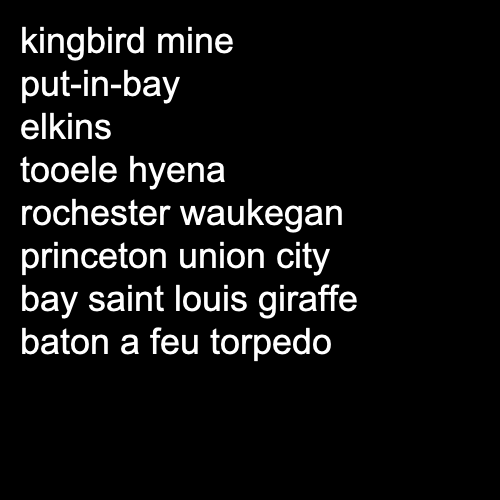 kingbird mine
put-in-bay
elkins
tooele hyena
rochester waukegan
princeton union city
bay saint louis giraffe
baton a feu torpedo